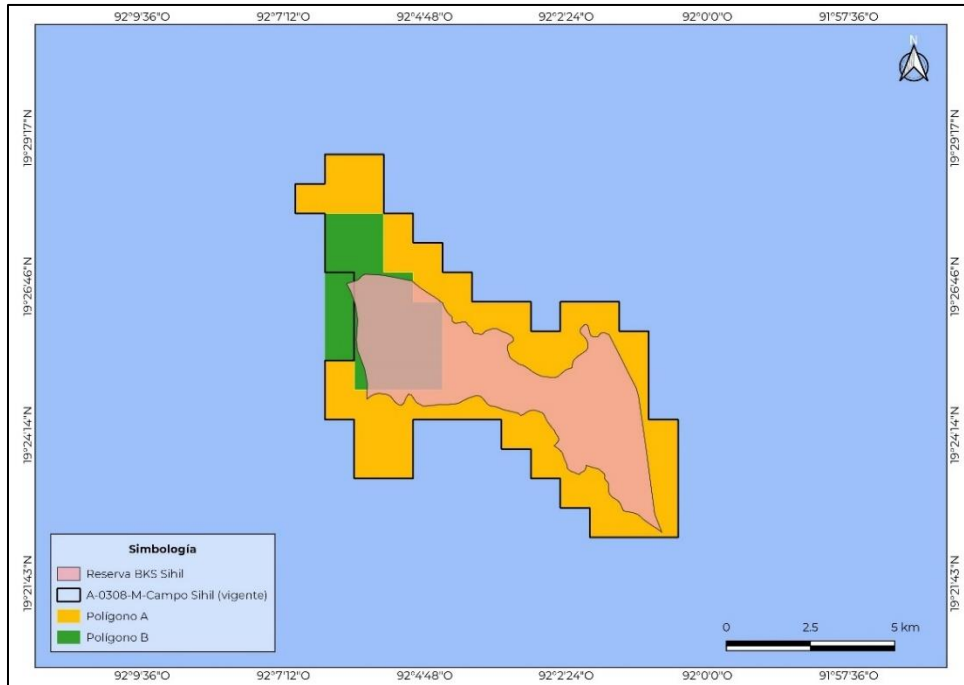 92°9'36"O 92°7'12"O 92°4'48"O 92°2'24"O 92°0'0"O 91°57'36"O
N
19°29'17"N 19°29'17"N
19°26'46"N 19°26'46"N
19°24'14"N 19°24'14"N
19°21'43"N 19°21'43"N
Simbología
Reserva BKS Sihil
A-0308-M-Campo Sihil (vigente)
Polígono A
Polígono B
0 2.5 5 km
92°9'36"O 92°7'12"O 92°4'48"O 92°2'24"O 92°0'0"O 91°57'36"O